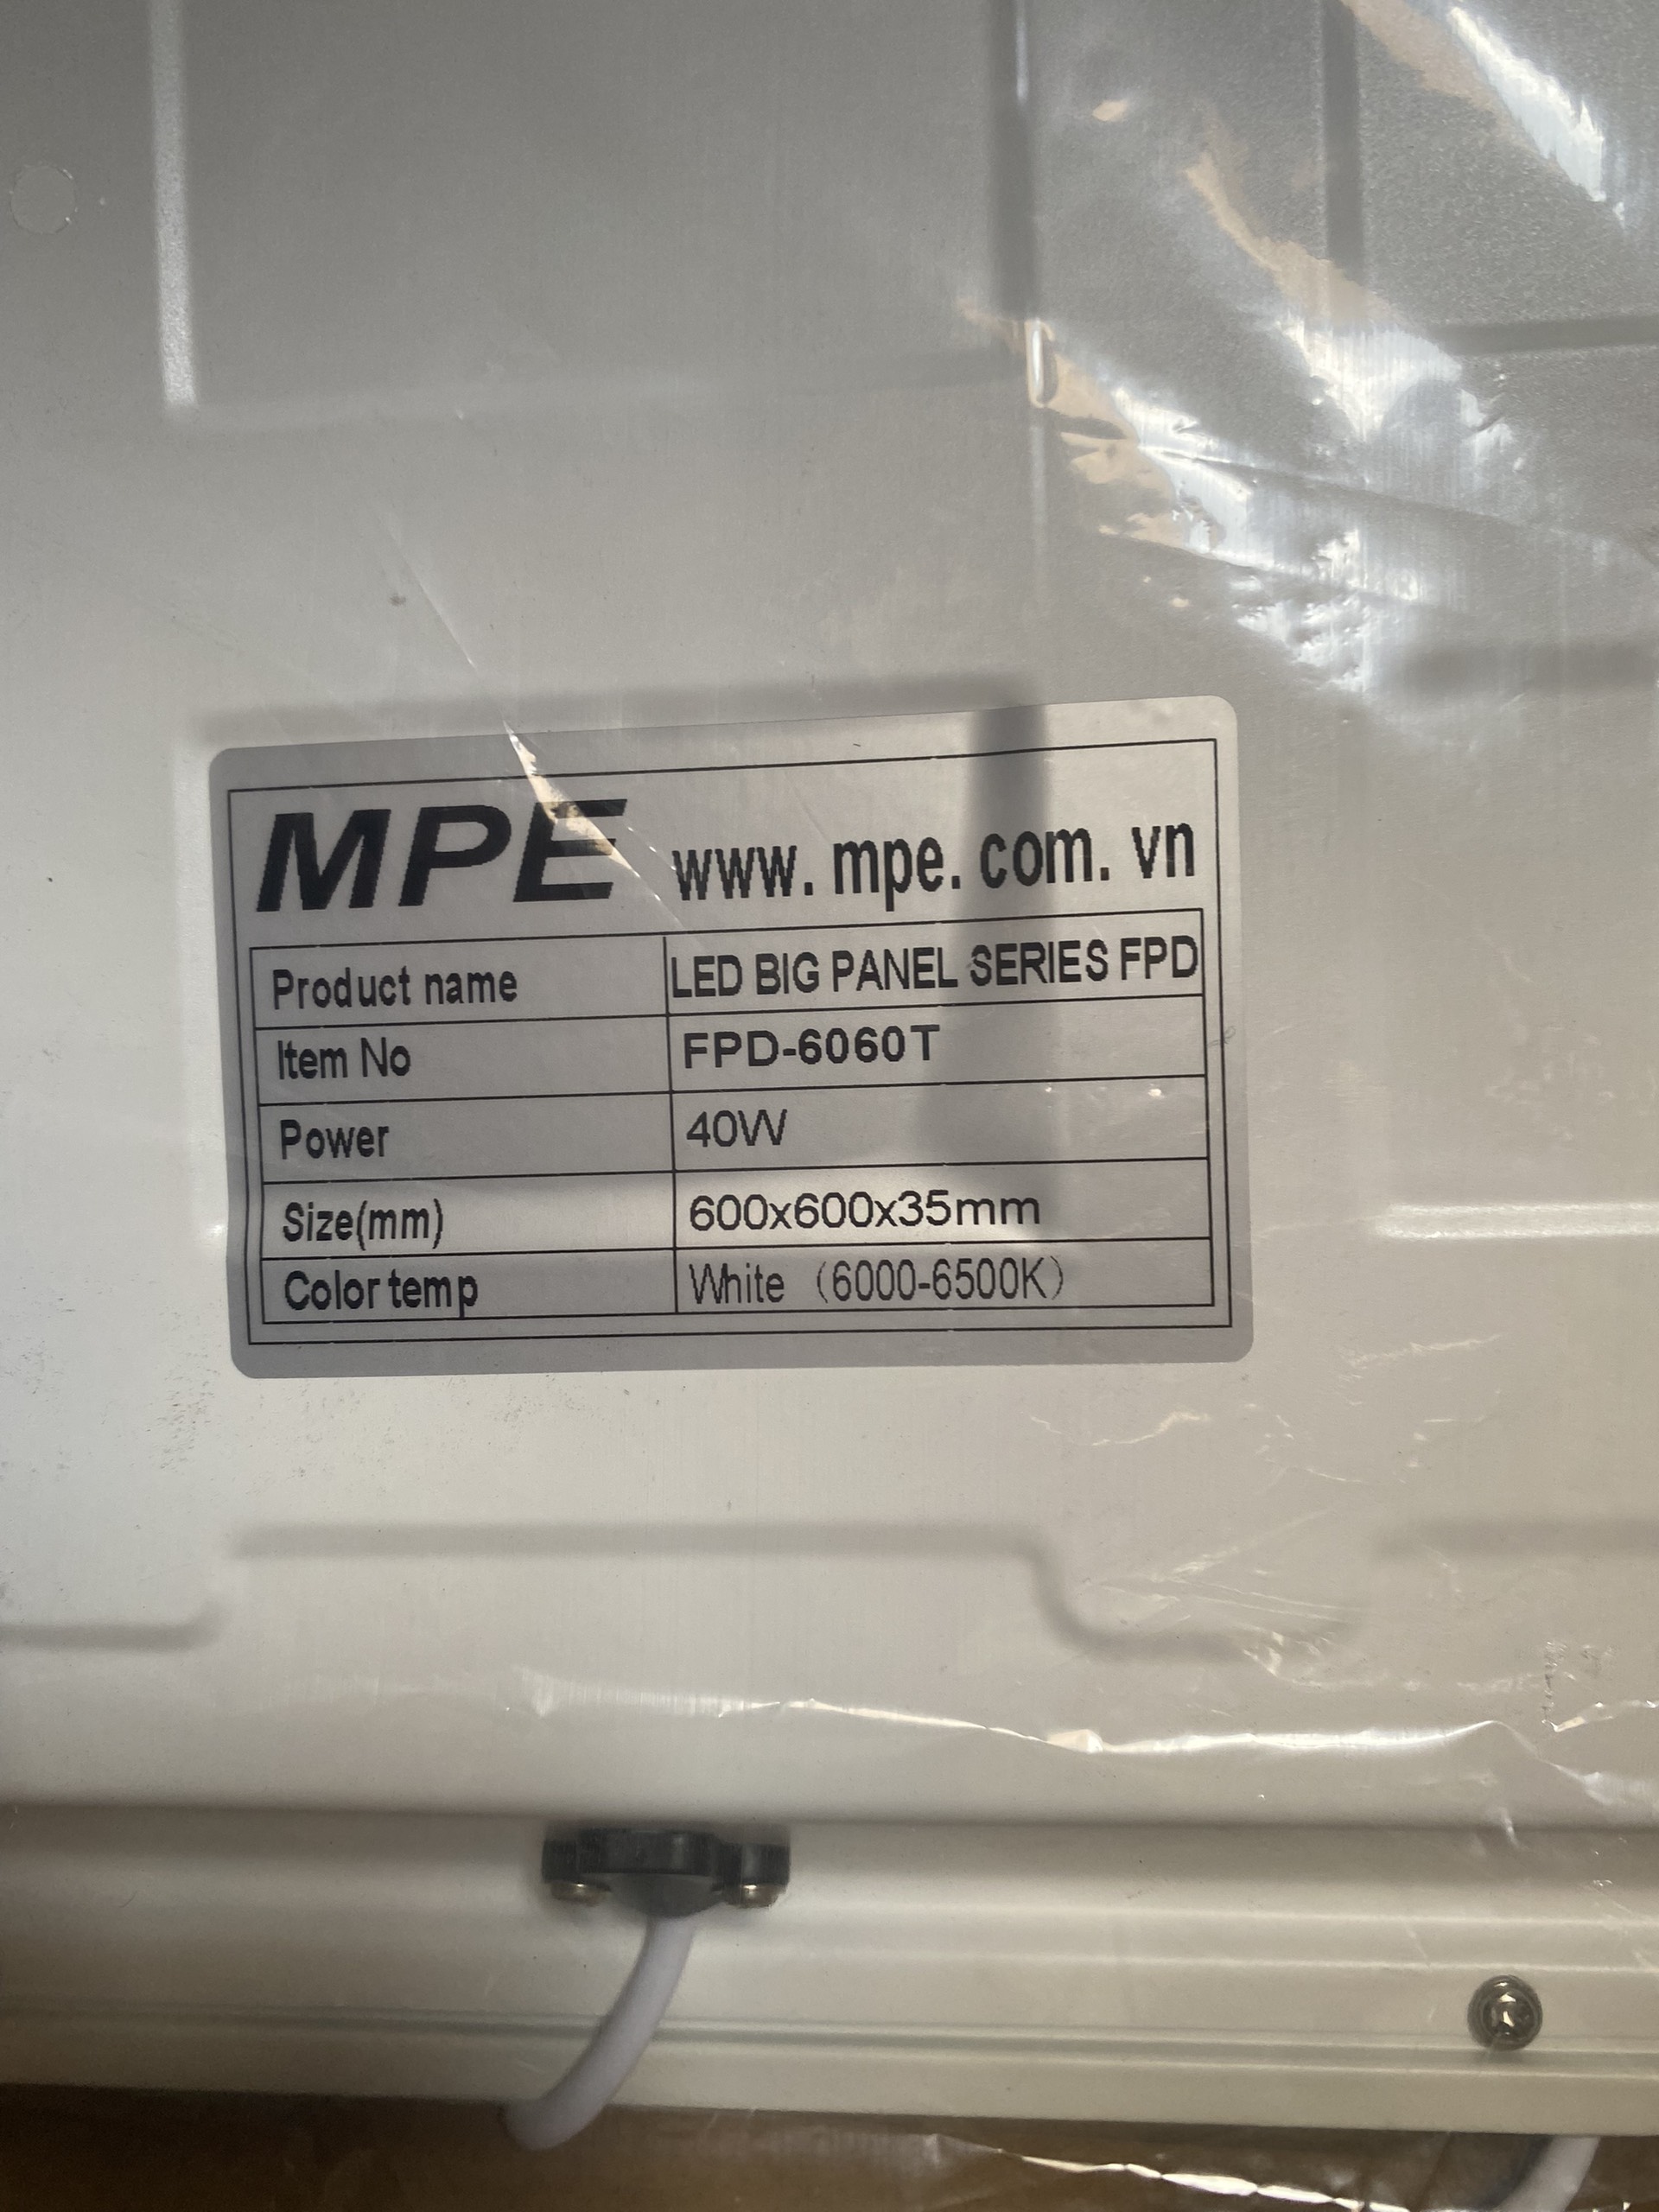 MPE www.mpe.com.vn
Product name LED BIG PANEL SERIES FPD
Item No FPD-6060T
Power 40W
Size(mm) 600x600x35mm
Color temp White (6000-6500K)